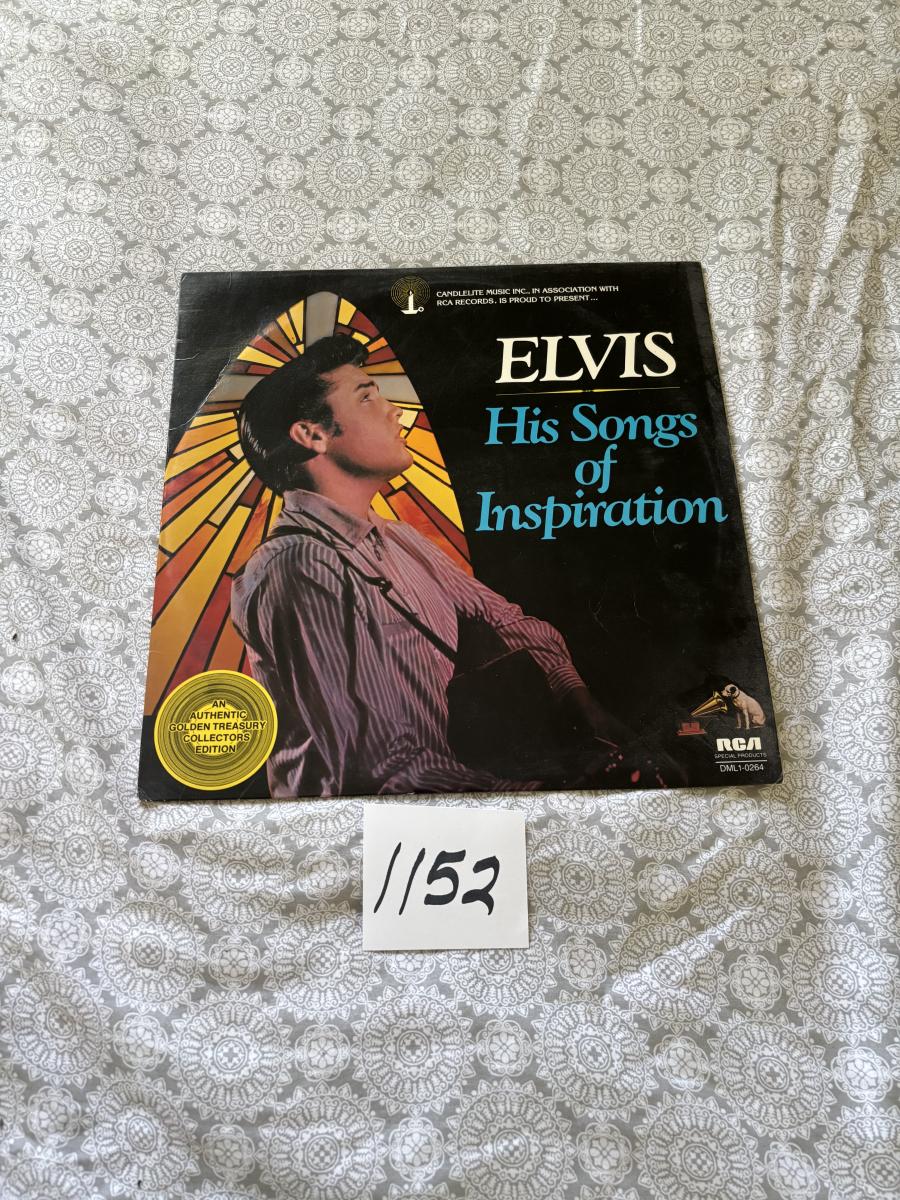 CANDLELITE MUSIC INC., IN ASSOCIATION WITH
RCA RECORDS, IS PROUD TO PRESENT...
ELVIS
His Songs
of
Inspiration
AN
AUTHENTIC
GOLDEN TREASURY
COLLECTORS
EDITION
RCA
SPECIAL PRODUCTS
DML1-0264
1152